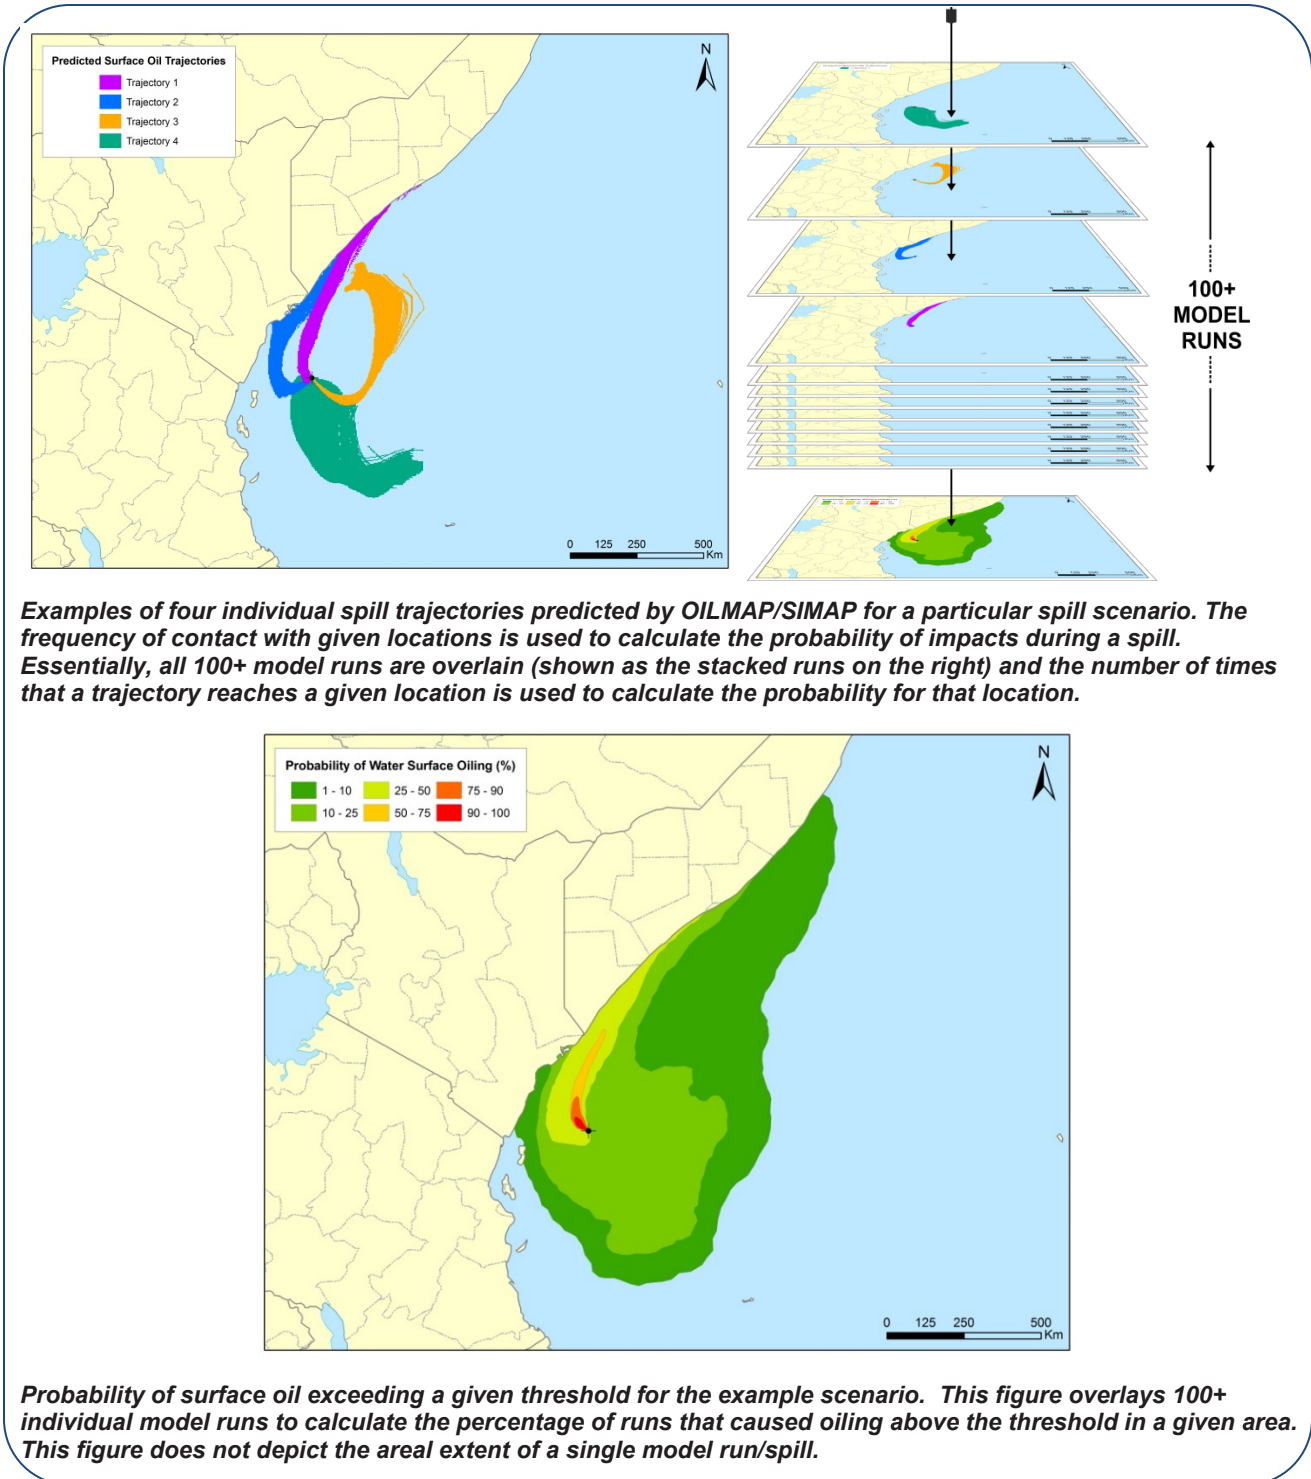 Predicted Surface Oil Trajectories
Trajectory 1
Trajectory 2
Trajectory 3
Trajectory 4
N
0 125 250 500
Km
100+
MODEL
RUNS
Examples of four individual spill trajectories predicted by OILMAP/SIMAP for a particular spill scenario. The
frequency of contact with given locations is used to calculate the probability of impacts during a spill.
Essentially, all 100+ model runs are overlain (shown as the stacked runs on the right) and the number of times
that a trajectory reaches a given location is used to calculate the probability for that location.
Probability of Water Surface Oiling (%)
1 - 10 25 - 50 75 - 90
10 - 25 50 - 75 90 - 100
N
0 125 250 500
Km
Probability of surface oil exceeding a given threshold for the example scenario. This figure overlays 100+
individual model runs to calculate the percentage of runs that caused oiling above the threshold in a given area.
This figure does not depict the areal extent of a single model run/spill.